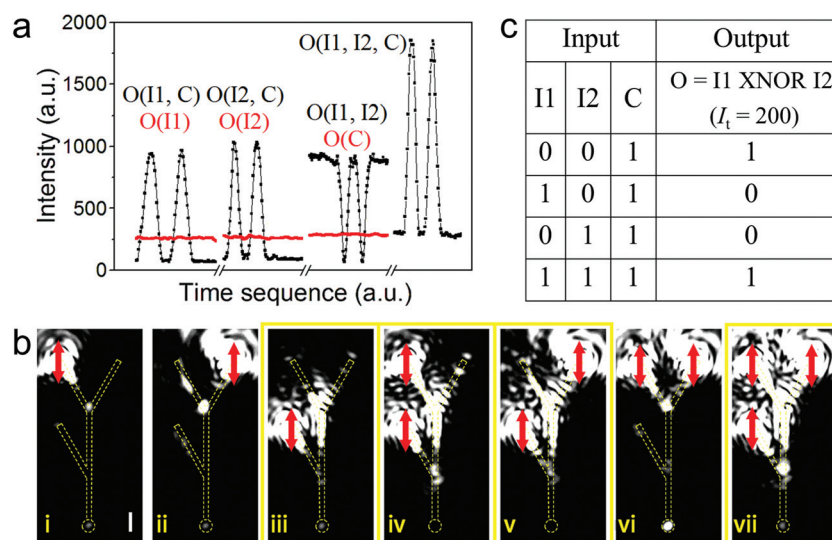 a
2000
1500
1000
500
0
Intensity (a.u.)
O(I1, C)
O(I1)
O(I2, C)
O(I2)
O(I1, I2, C)
O(I1, I2)
O(C)
Time sequence (a.u.)
c
Input Output
I1 I2 C O = I1 XNOR I2
(It = 200)
0 0 1 1
1 0 1 0
0 1 1 0
1 1 1 1
b
i
ii
iii
iv
v
vi
vii